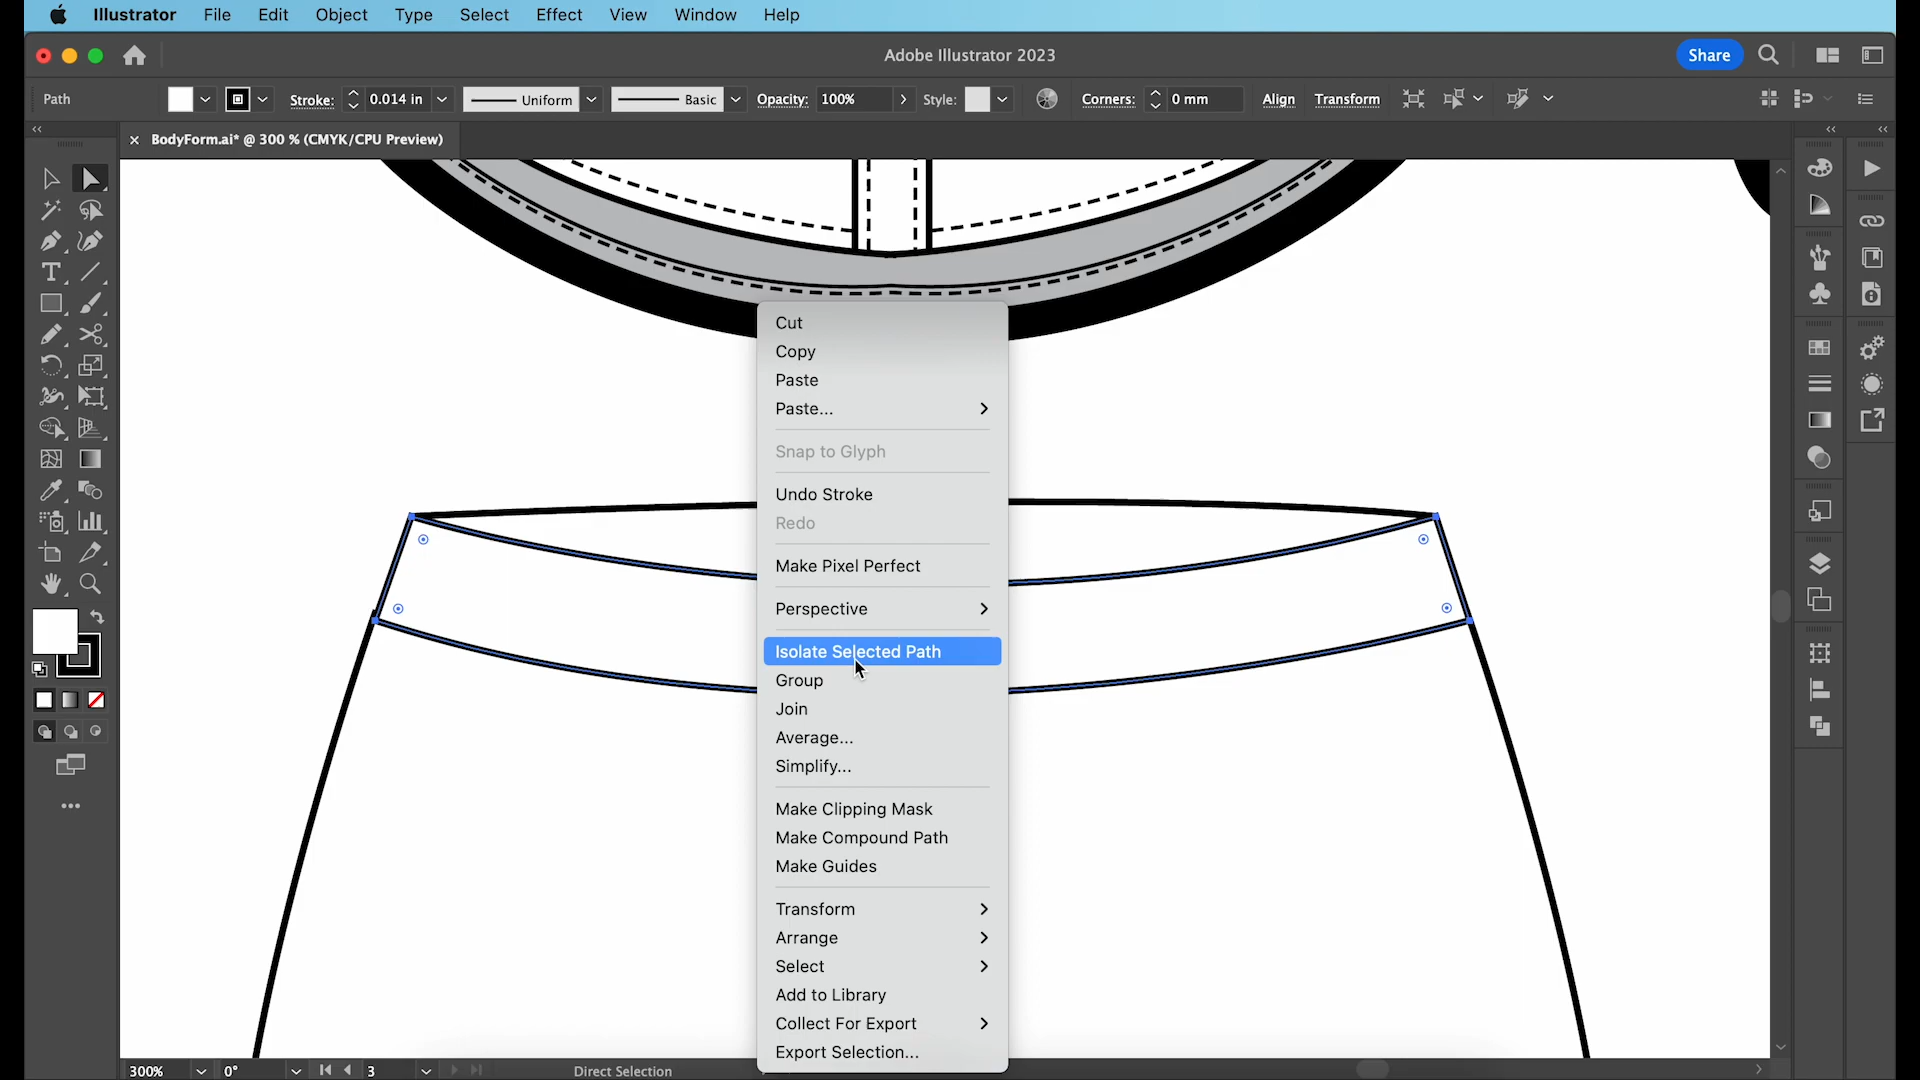 Illustrator File Edit Object Type Select Effect View Window Help
Adobe Illustrator 2023
Share
Path
Stroke: 0.014 in Uniform Basic Opacity: 100% Style: Corners: 0 mm Align Transform
× BodyForm.ai* @ 300 % (CMYK/CPU Preview)
Cut
Copy
Paste
Paste...
Snap to Glyph
Undo Stroke
Redo
Make Pixel Perfect
Perspective
Isolate Selected Path
Group
Join
Average...
Simplify...
Make Clipping Mask
Make Compound Path
Make Guides
Transform
Arrange
Select
Add to Library
Collect For Export
Export Selection...
300% 0° 3 Direct Selection